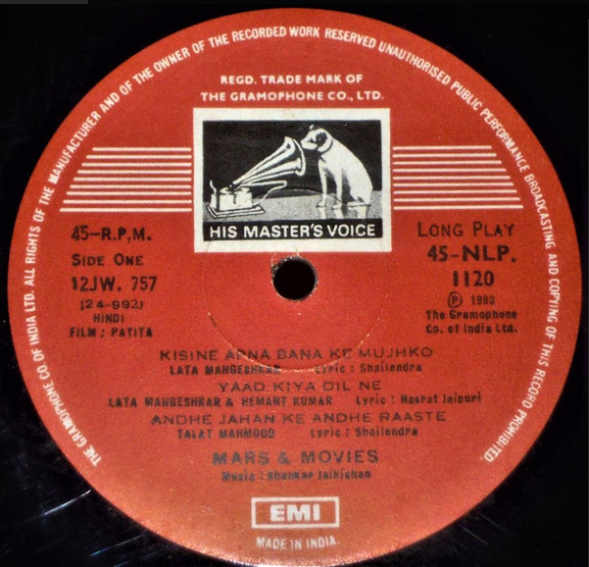 THE GRAMOPHONE CO. OF INDIA LTD. ALL RIGHTS OF THE MANUFACTURER AND OF THE OWNER OF THE RECORDED WORK RESERVED UNAUTHORISED PUBLIC PERFORMANCE BROADCASTING AND COPYING OF THIS RECORD PROHIBITED.
REGD. TRADE MARK OF
THE GRAMOPHONE CO., LTD.
HIS MASTER'S VOICE
45-R.P.M.
SIDE ONE
12JW. 757
(24-992)
HINDI
FILM : PATITA
LONG PLAY
45-NLP.
1120
Ⓟ 1980
The Gramophone
Co. of India Ltd.
KISINE APNA BANA KE MUJHKO
LATA MANGESHKAR Lyric : Shailendra
YAAD KIYA DIL NE
LATA MANGESHKAR & HEMANT KUMAR Lyric : Hasrat Jaipuri
ANDHE JAHAN KE ANDHE RAASTE
TALAT MAHMOOD Lyric : Shailendra
MARS & MOVIES
Music : Shankar Jaikishan
EMI
MADE IN INDIA